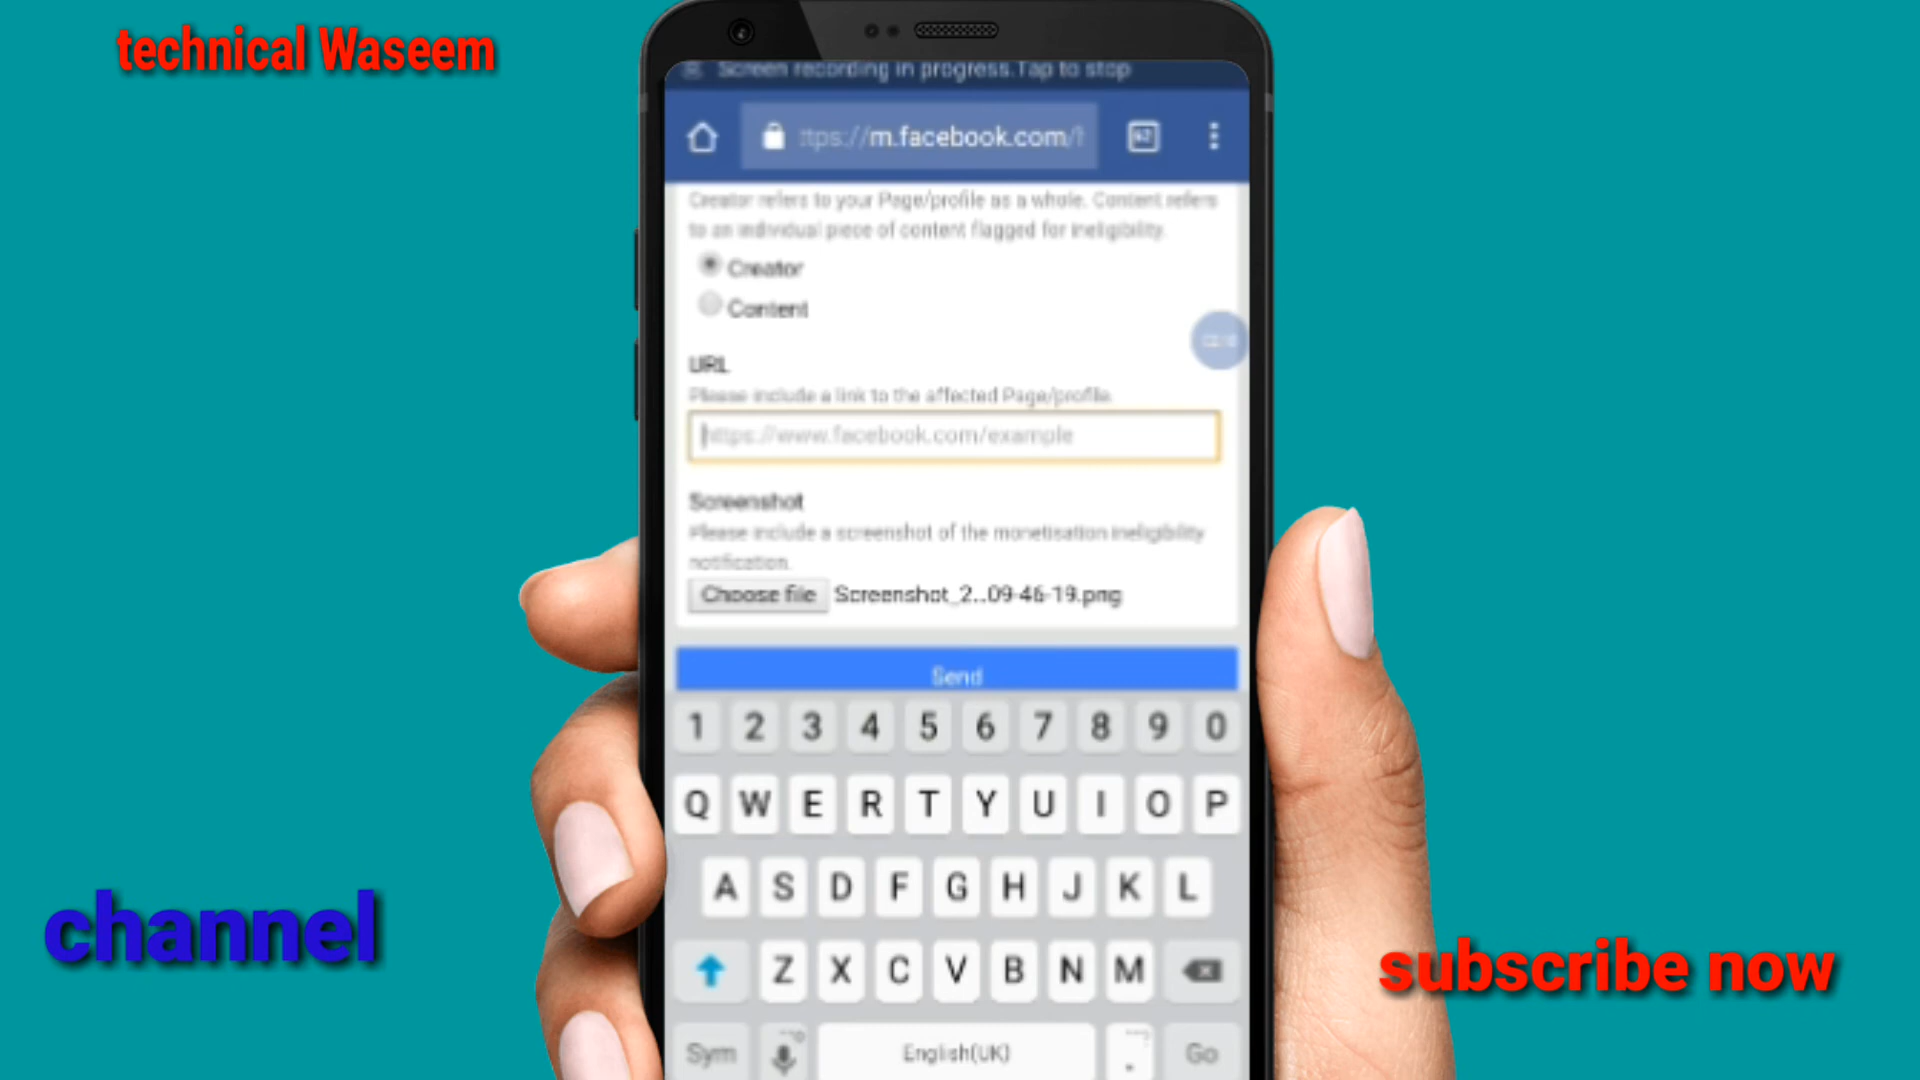 technical Waseem
Screen recording in progress.Tap to stop
ttps://m.facebook.com/h
Creator refers to your Page/profile as a whole. Content refers
to an individual piece of content flagged for ineligibility.
Creator
Content
URL
Please include a link to the affected Page/profile.
https://www.facebook.com/example
Screenshot
Please include a screenshot of the monetisation ineligibility
notification.
Choose file Screenshot_2...09-46-19.png
Send
1 2 3 4 5 6 7 8 9 0
Q W E R T Y U I O P
A S D F G H J K L
Z X C V B N M
Sym English(UK) . Go
channel
subscribe now